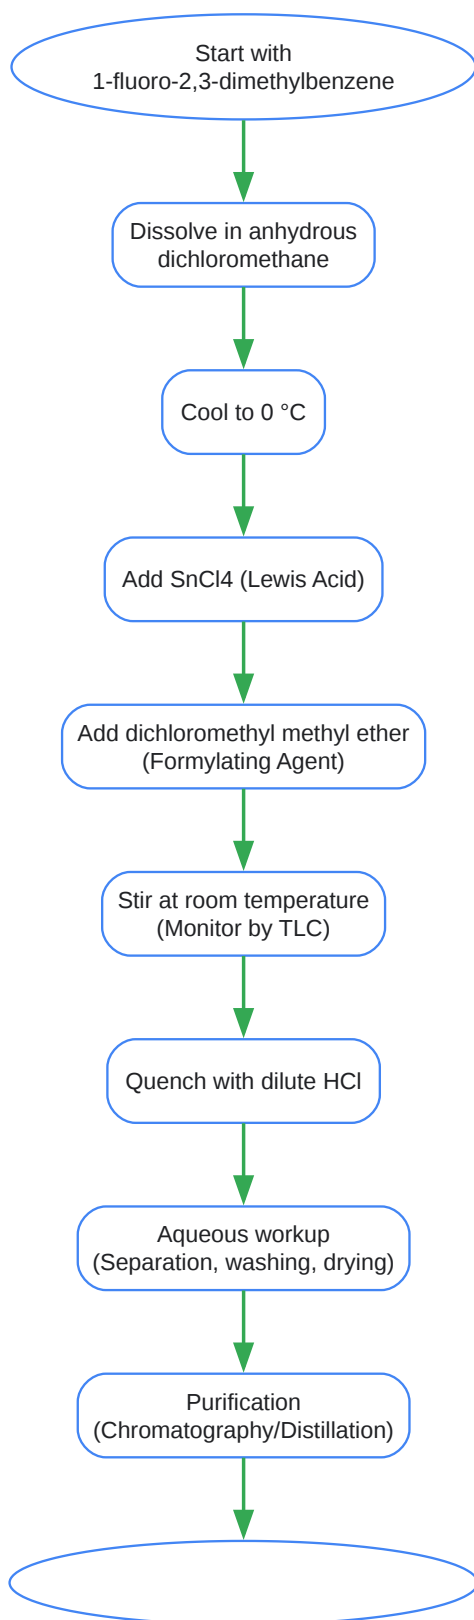 Start with
1-fluoro-2,3-dimethylbenzene
Dissolve in anhydrous
dichloromethane
Cool to 0 °C
Add SnCl4 (Lewis Acid)
Add dichloromethyl methyl ether
(Formylating Agent)
Stir at room temperature
(Monitor by TLC)
Quench with dilute HCl
Aqueous workup
(Separation, washing, drying)
Purification
(Chromatography/Distillation)